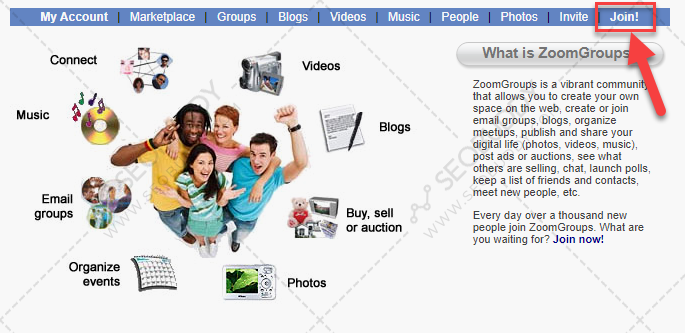 My Account | Marketplace | Groups | Blogs | Videos | Music | People | Photos | Invite | Join!
What is ZoomGroups
Connect
Videos
Music
Blogs
Email
groups
Buy, sell
or auction
Organize
events
Photos
ZoomGroups is a vibrant community
that allows you to create your own
space on the web, create or join
email groups, blogs, organize
meetups, publish and share your
digital life (photos, videos, music),
post ads or auctions, see what
others are selling, chat, launch polls,
keep a list of friends and contacts,
meet new people, etc.
Every day over a thousand new
people join ZoomGroups. What are
you waiting for? Join now!